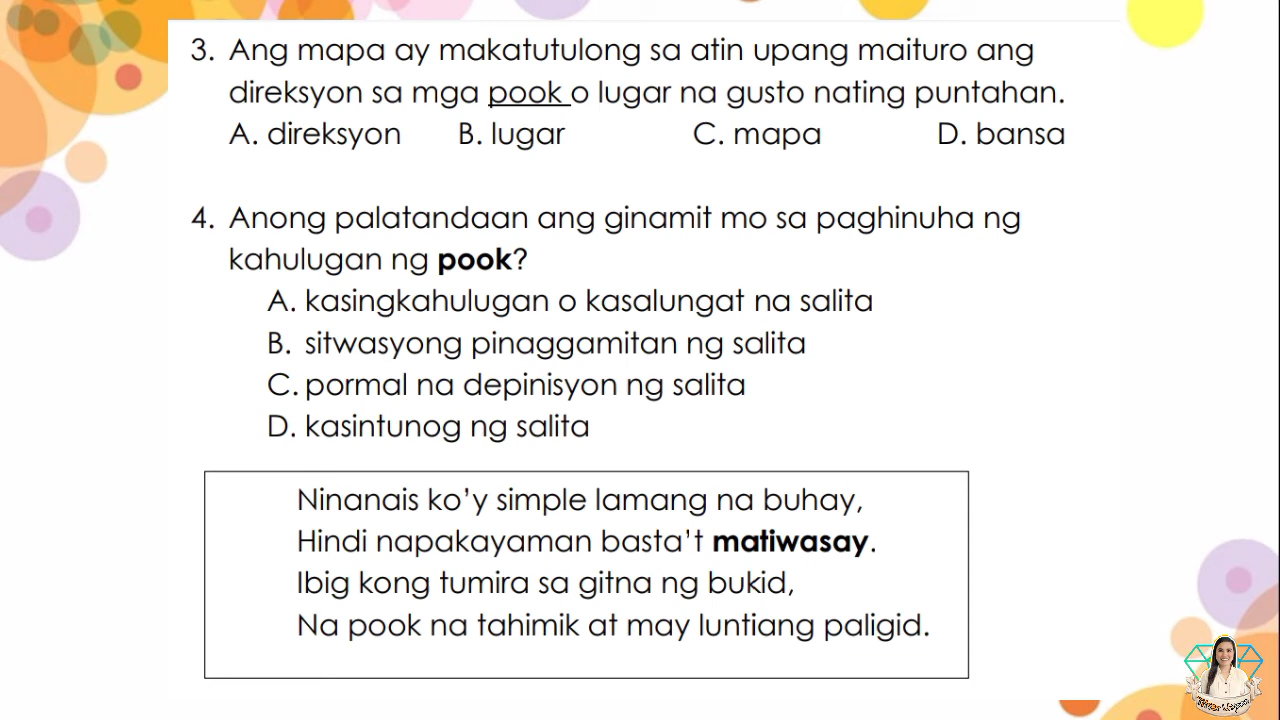 3. Ang mapa ay makatutulong sa atin upang maituro ang
direksyon sa mga pook o lugar na gusto nating puntahan.
A. direksyon B. lugar C. mapa D. bansa
4. Anong palatandaan ang ginamit mo sa paghinuha ng
kahulugan ng pook?
A. kasingkahulugan o kasalungat na salita
B. sitwasyong pinaggamitan ng salita
C. pormal na depinisyon ng salita
D. kasintunog ng salita
Ninanais ko'y simple lamang na buhay,
Hindi napakayaman basta't matiwasay.
Ibig kong tumira sa gitna ng bukid,
Na pook na tahimik at may luntiang paligid.